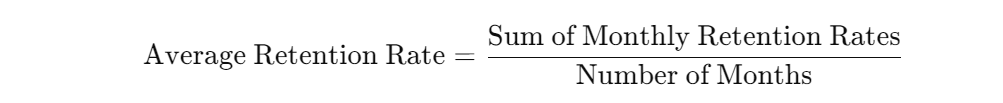 Average Retention Rate = Sum of Monthly Retention Rates
Number of Months